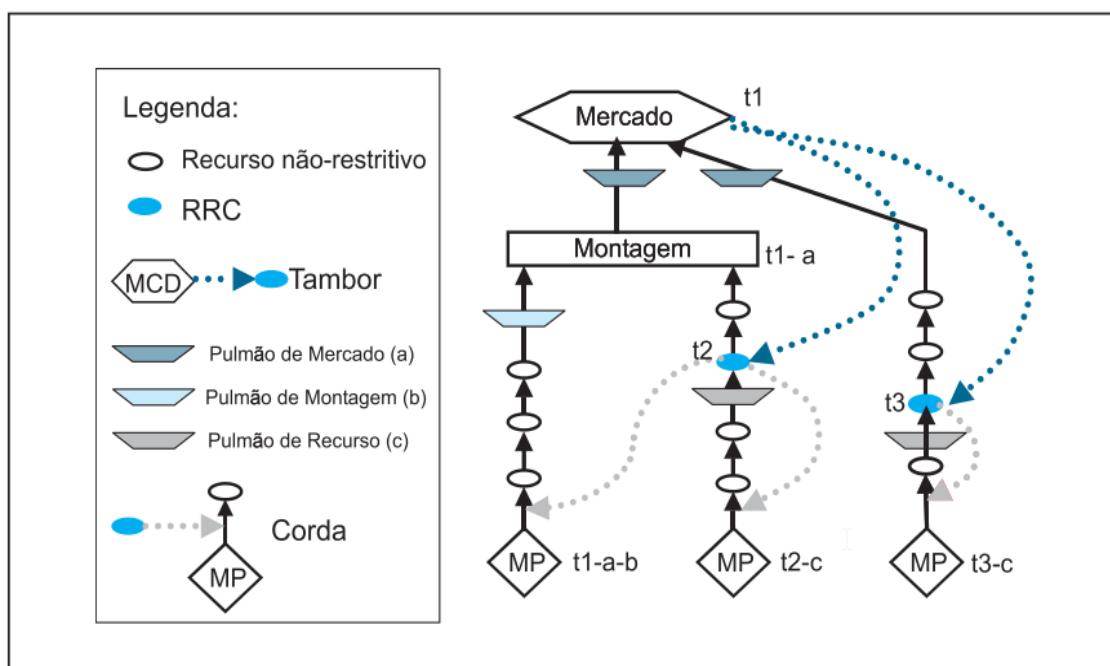 Legenda:
Recurso não-restritivo
RRC
MCD
Tambor
Pulmão de Mercado (a)
Pulmão de Montagem (b)
Pulmão de Recurso (c)
Corda
MP
Mercado
t1
Montagem
t1- a
t2
t3
MP
t1-a-b
MP
t2-c
MP
t3-c